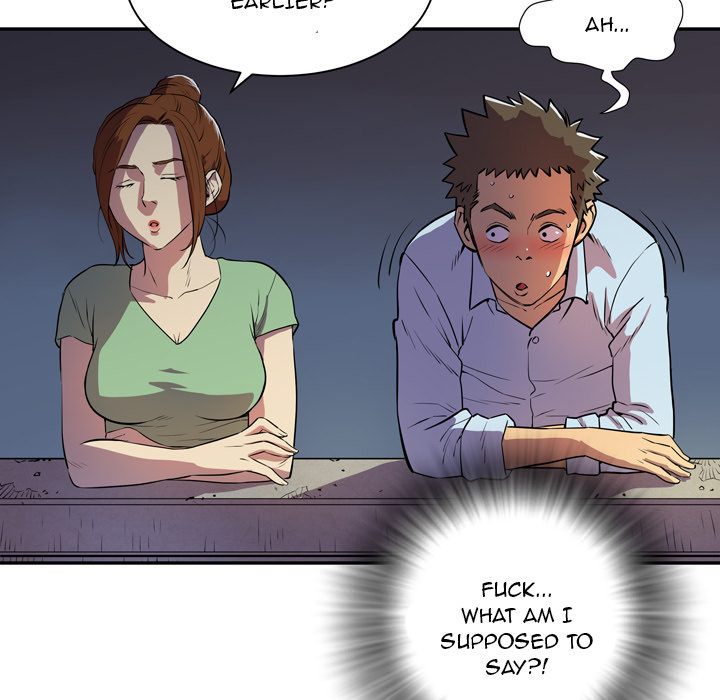 EARLIER?
AH...
FUCK...
WHAT AM I
SUPPOSED TO
SAY?!